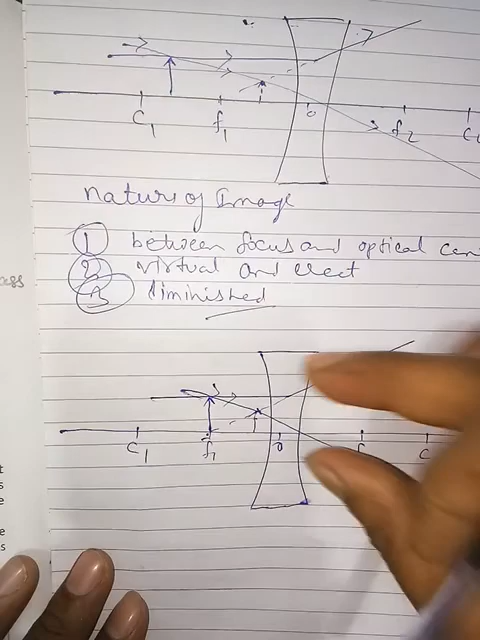 C1 f1 o f2 C
nature of Image
① between focus and optical cen
② virtual and erect
③ diminished
C1 f1 o f C